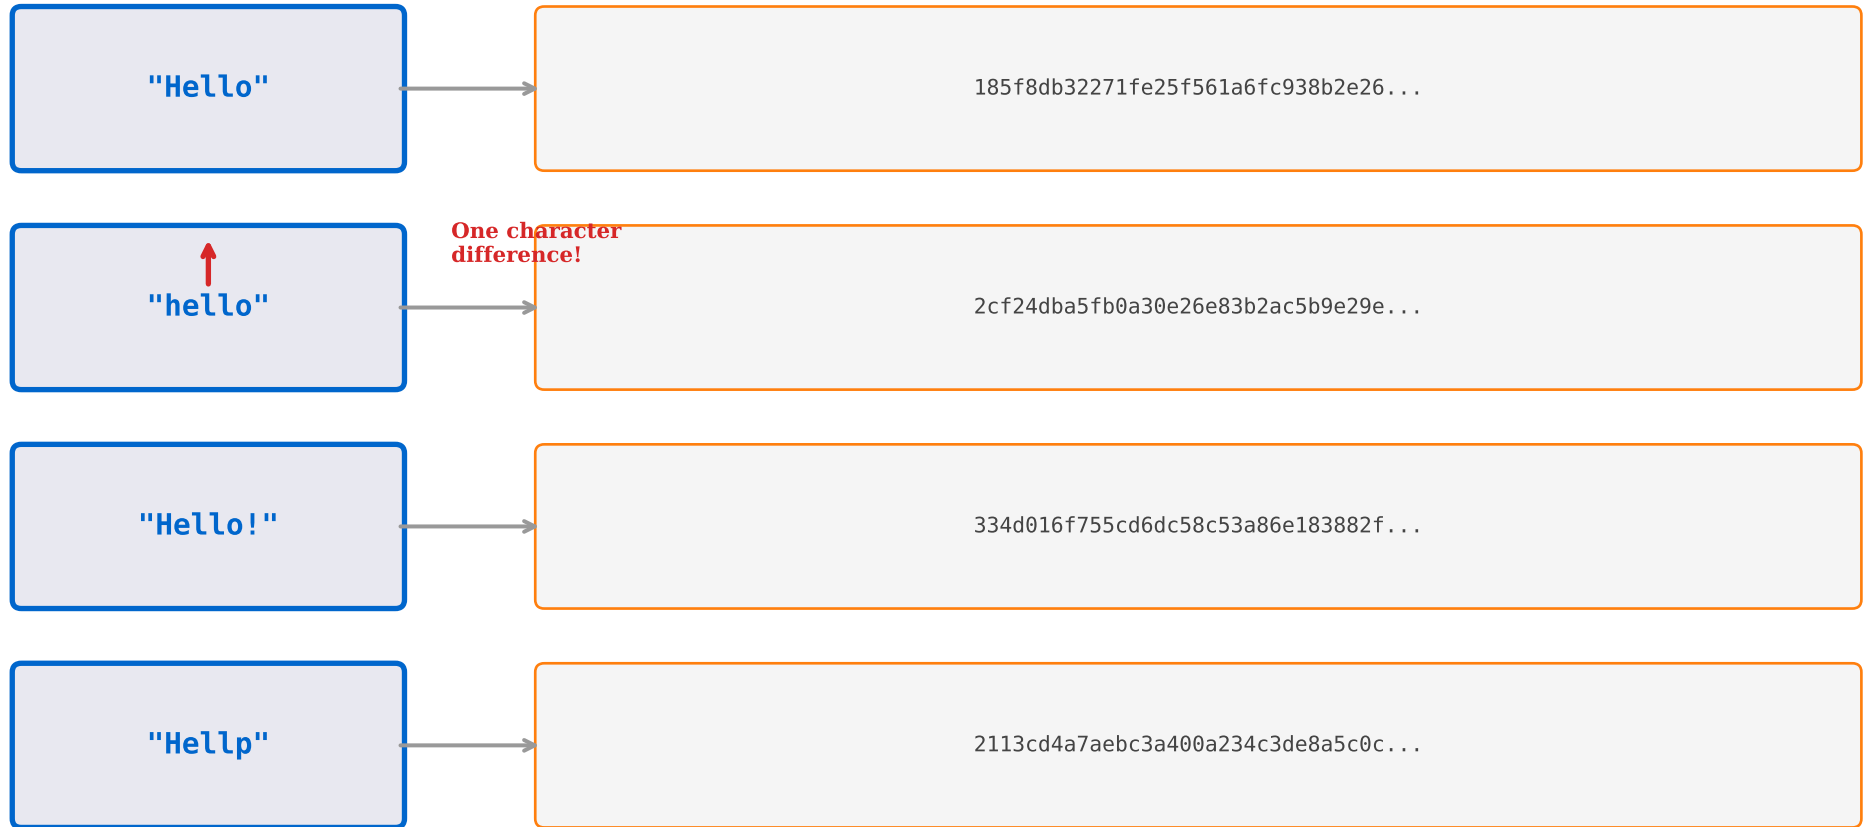 "Hello"
185f8db32271fe25f561a6fc938b2e26...
One character
difference!
"hello"
2cf24dba5fb0a30e26e83b2ac5b9e29e...
"Hello!"
334d016f755cd6dc58c53a86e183882f...
"Hellp"
2113cd4a7aebc3a400a234c3de8a5c0c...